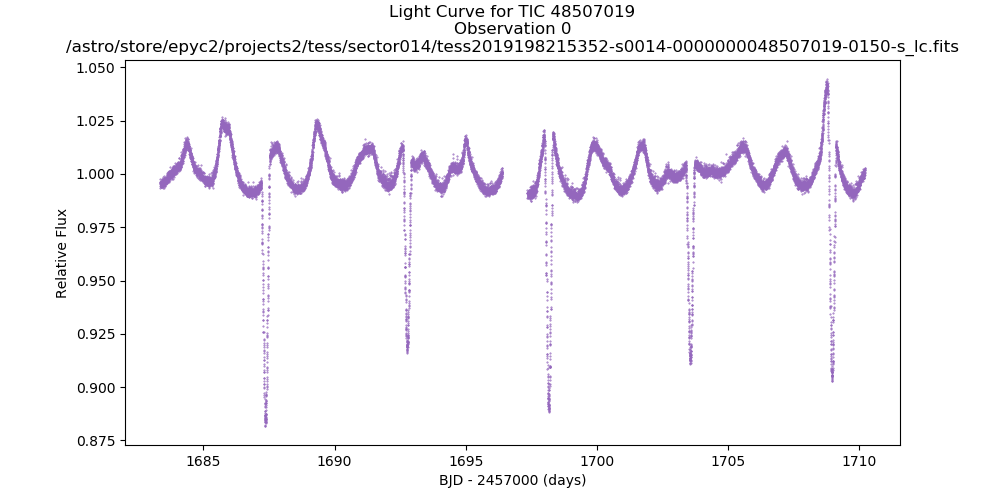 Light Curve for TIC 48507019
Observation 0
/astro/store/epyc2/projects2/tess/sector014/tess2019198215352-s0014-0000000048507019-0150-s_lc.fits
1.050
1.025
1.000
0.975
0.950
0.925
0.900
0.875
Relative Flux
1685
1690
1695
1700
1705
1710
BJD - 2457000 (days)